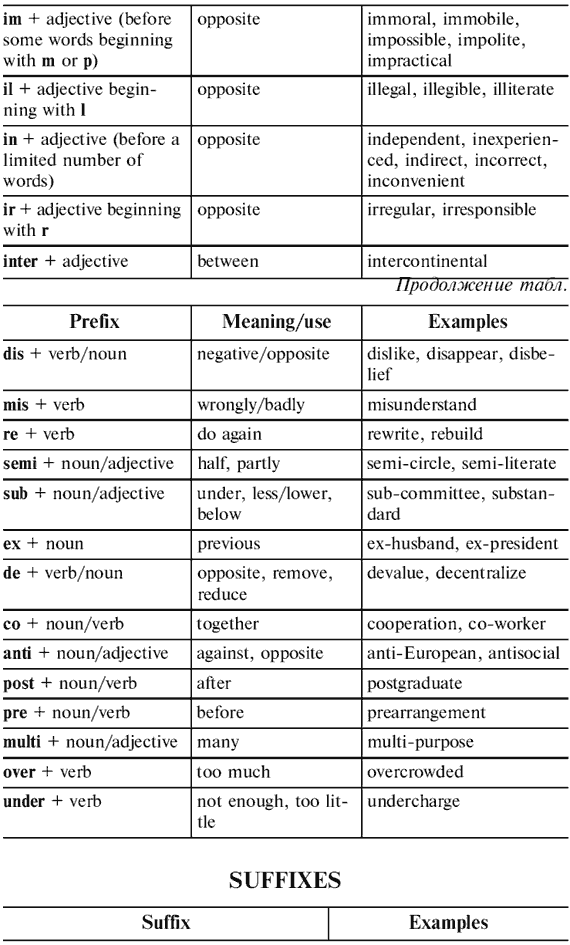 im + adjective (before opposite immoral, immobile,
some words beginning impossible, impolite,
with m or p) impractical
il + adjective begin- opposite illegal, illegible, illiterate
ning with l
in + adjective (before a opposite independent, inexperien-
limited number of ced, indirect, incorrect,
words) inconvenient
ir + adjective beginning opposite irregular, irresponsible
with r
inter + adjective between intercontinental
Продолжение табл.
Prefix Meaning/use Examples
dis + verb/noun negative/opposite dislike, disappear, disbe-
lief
mis + verb wrongly/badly misunderstand
re + verb do again rewrite, rebuild
semi + noun/adjective half, partly semi-circle, semi-literate
sub + noun/adjective under, less/lower, sub-committee, substan-
below dard
ex + noun previous ex-husband, ex-president
de + verb/noun opposite, remove, devalue, decentralize
reduce
co + noun/verb together cooperation, co-worker
anti + noun/adjective against, opposite anti-European, antisocial
post + noun/verb after postgraduate
pre + noun/verb before prearrangement
multi + noun/adjective many multi-purpose
over + verb too much overcrowded
under + verb not enough, too lit- undercharge
tle
SUFFIXES
Suffix Examples